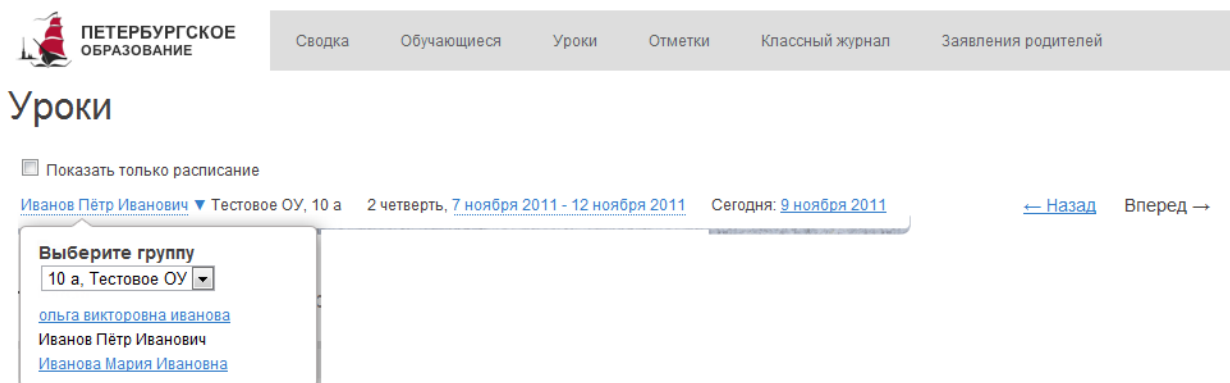 ПЕТЕРБУРГСКОЕ
ОБРАЗОВАНИЕ
Сводка Обучающиеся Уроки Отметки Классный журнал Заявления родителей
Уроки
Показать только расписание
Иванов Пётр Иванович ▼ Тестовое ОУ, 10 а 2 четверть, 7 ноября 2011 - 12 ноября 2011 Сегодня: 9 ноября 2011 ← Назад Вперед →
Выберите группу
10 а, Тестовое ОУ
ольга викторовна иванова
Иванов Пётр Иванович
Иванова Мария Ивановна